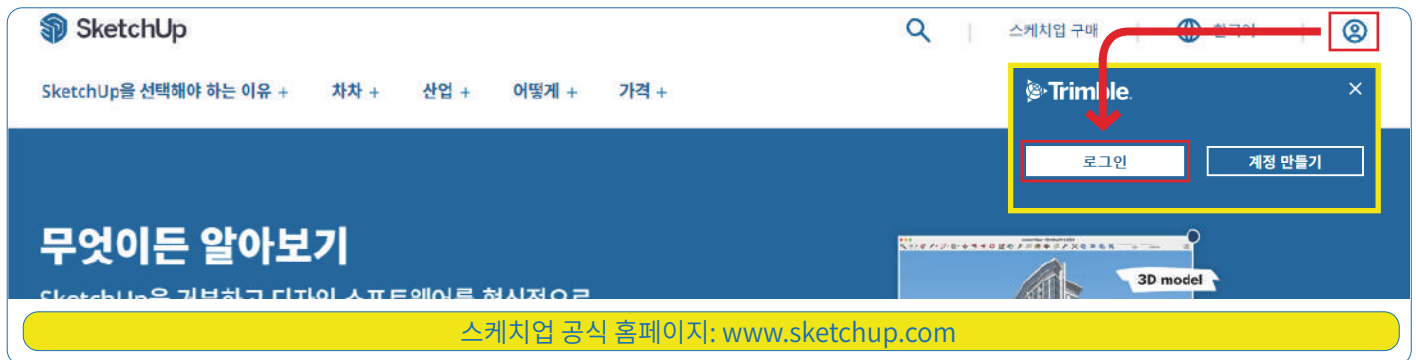 SketchUp
스케치업 구매
SketchUp을 선택해야 하는 이유 + 차차 + 산업 + 어떻게 + 가격 +
Trimble.
로그인
계정 만들기
무엇이든 알아보기
3D model
스케치업 공식 홈페이지: www.sketchup.com